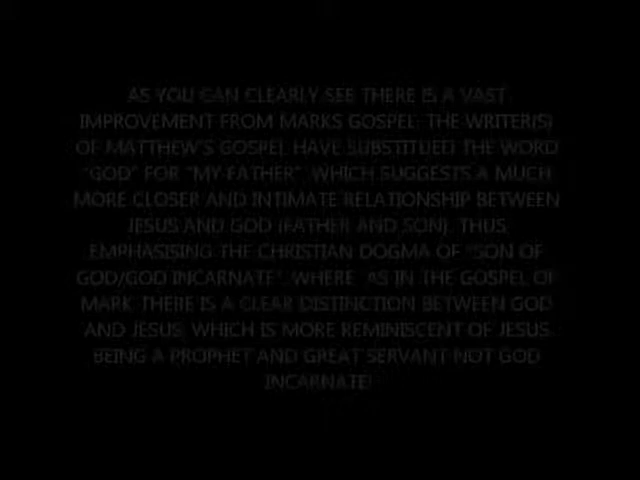 AS YOU CAN CLEARLY SEE THERE IS A VAST
IMPROVEMENT FROM MARKS GOSPEL. THE WRITER(S)
OF MATTHEW'S GOSPEL HAVE SUBSTITUED THE WORD
"GOD" FOR "MY FATHER", WHICH SUGGESTS A MUCH
MORE CLOSER AND INTIMATE RELATIONSHIP BETWEEN
JESUS AND GOD (FATHER AND SON). THUS
EMPHASISING THE CHRISTIAN DOGMA OF "SON OF
GOD/GOD INCARNATE", WHERE AS IN THE GOSPEL OF
MARK THERE IS A CLEAR DISTINCTION BETWEEN GOD
AND JESUS, WHICH IS MORE REMINISCENT OF JESUS
BEING A PROPHET AND GREAT SERVANT NOT GOD
INCARNATE!